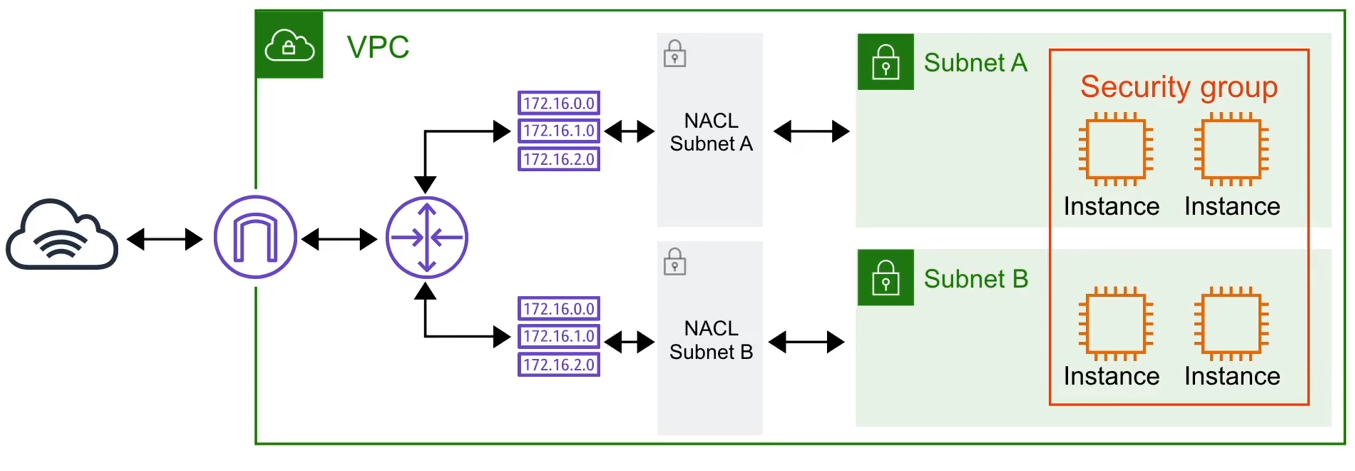 VPC
172.16.0.0
172.16.1.0
172.16.2.0
NACL
Subnet A
Subnet A
Security group
Instance Instance
172.16.0.0
172.16.1.0
172.16.2.0
NACL
Subnet B
Subnet B
Instance Instance